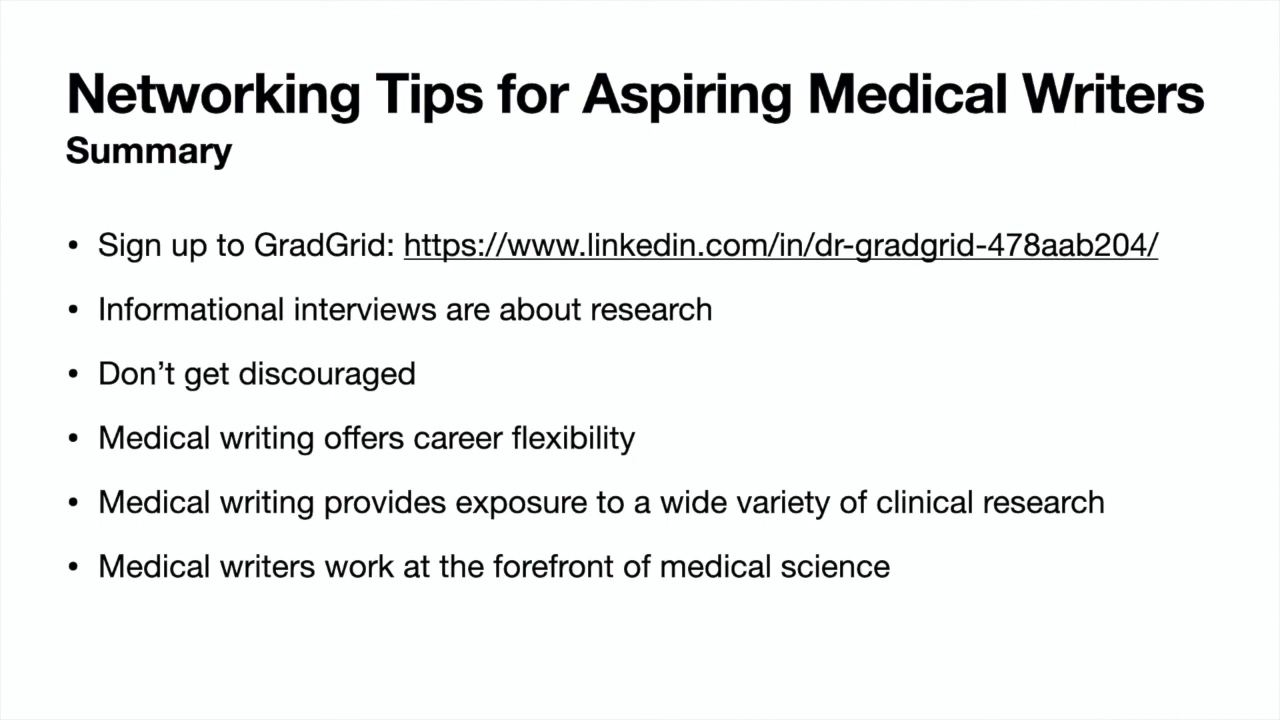 Networking Tips for Aspiring Medical Writers
Summary
• Sign up to GradGrid: https://www.linkedin.com/in/dr-gradgrid-478aab204/
• Informational interviews are about research
• Don’t get discouraged
• Medical writing offers career flexibility
• Medical writing provides exposure to a wide variety of clinical research
• Medical writers work at the forefront of medical science